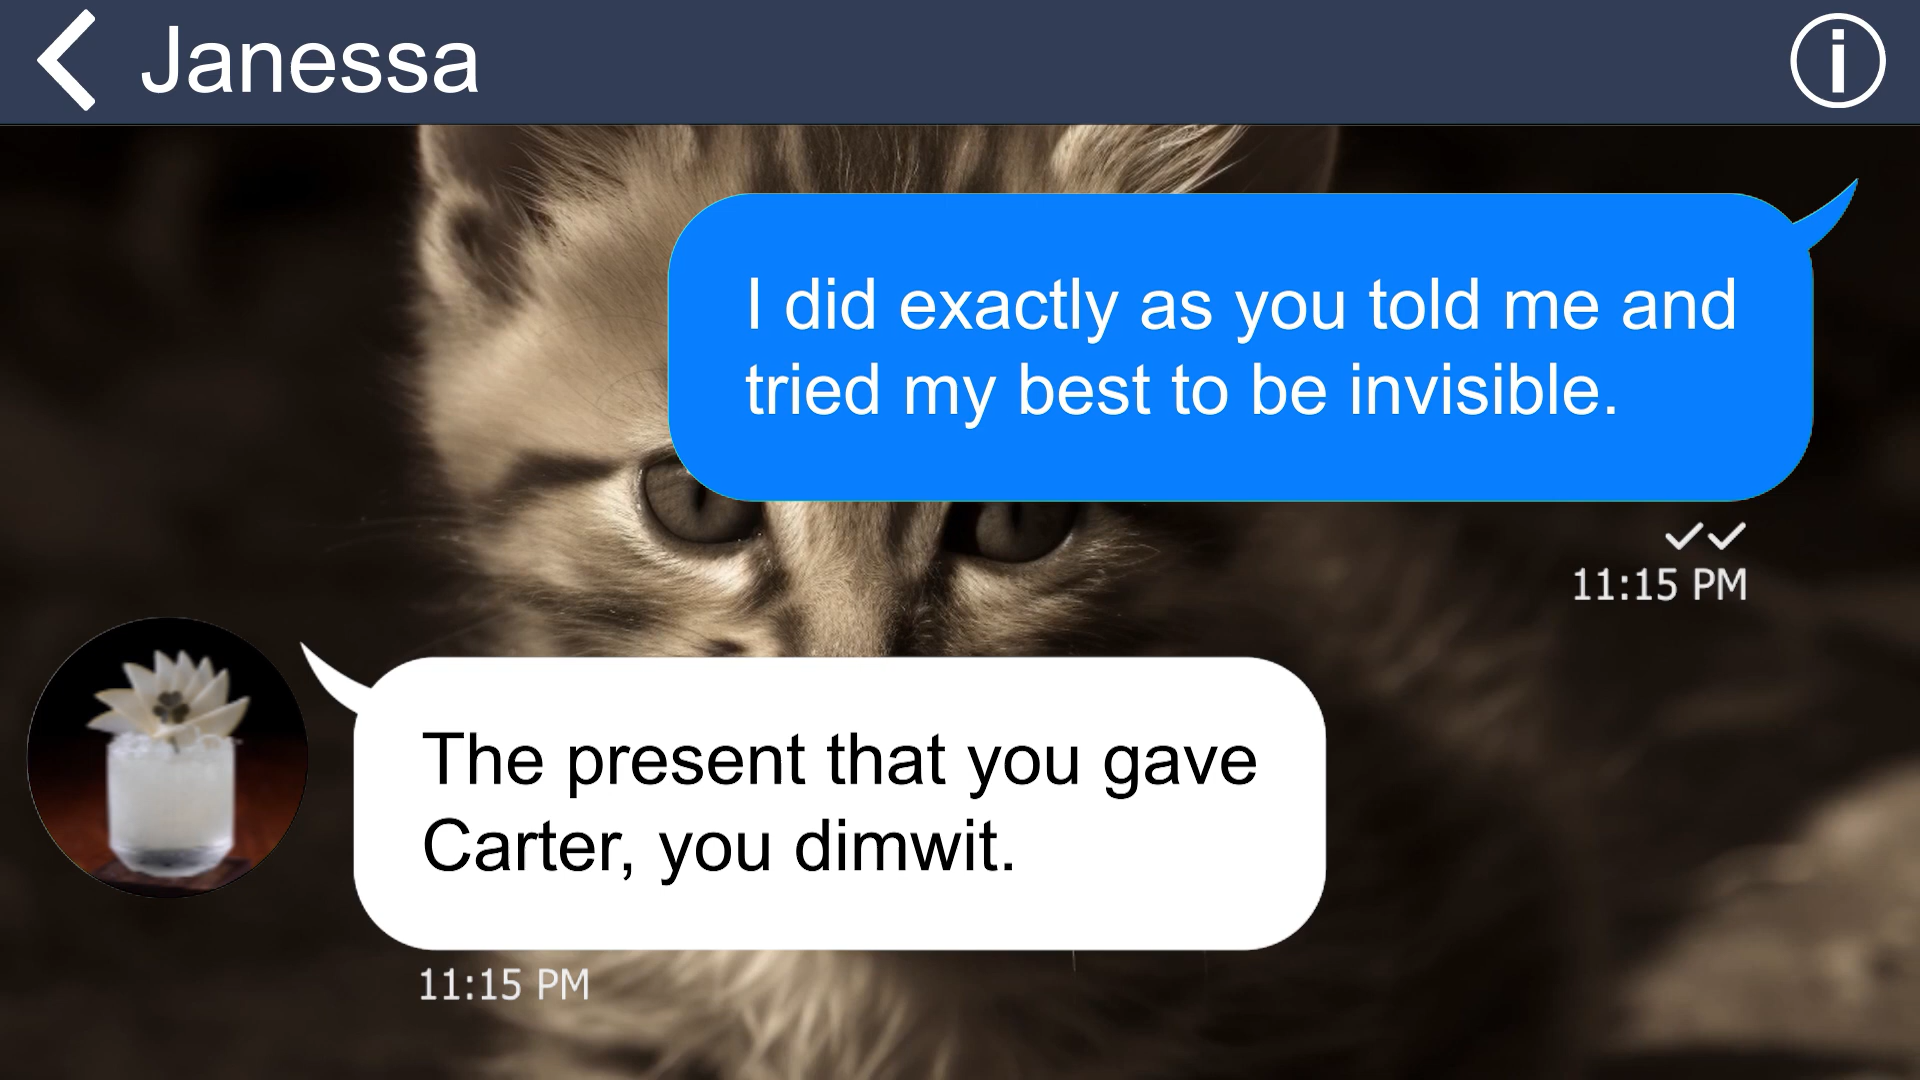 Janessa
I did exactly as you told me and
tried my best to be invisible.
11:15 PM
The present that you gave
Carter, you dimwit.
11:15 PM